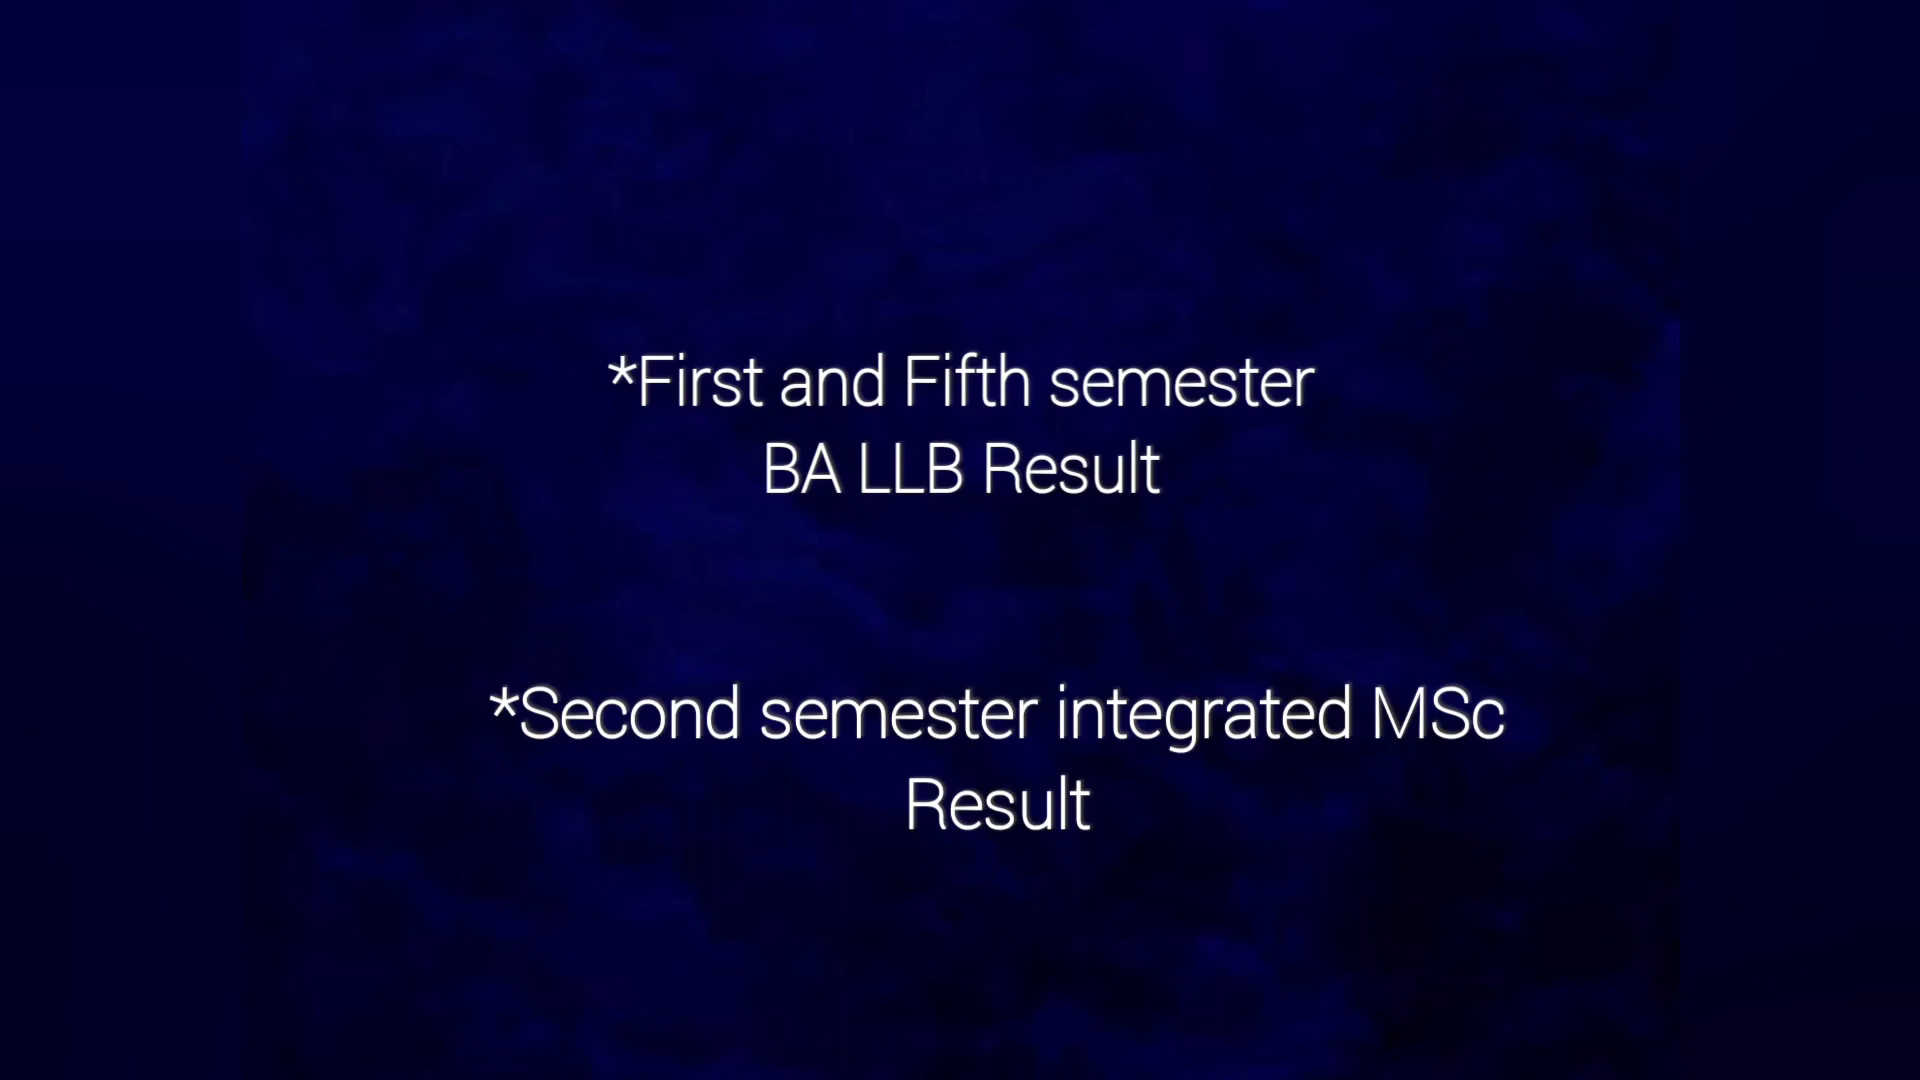 *First and Fifth semester
BA LLB Result
*Second semester integrated MSc
Result